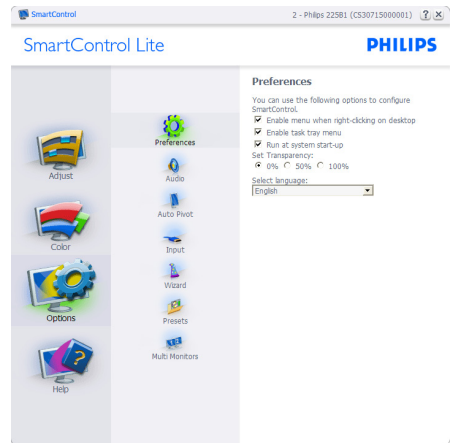 SmartControl
2 - Philips 225B1 (CS30715000001)
?
×
SmartControl Lite
PHILIPS
Adjust
Color
Options
Help
Preferences
Audio
Auto Pivot
Input
Wizard
Presets
Multi Monitors
Preferences
You can use the following options to configure
SmartControl.
Enable menu when right-clicking on desktop
Enable task tray menu
Run at system start-up
Set Transparency:
0% 50% 100%
Select language:
English